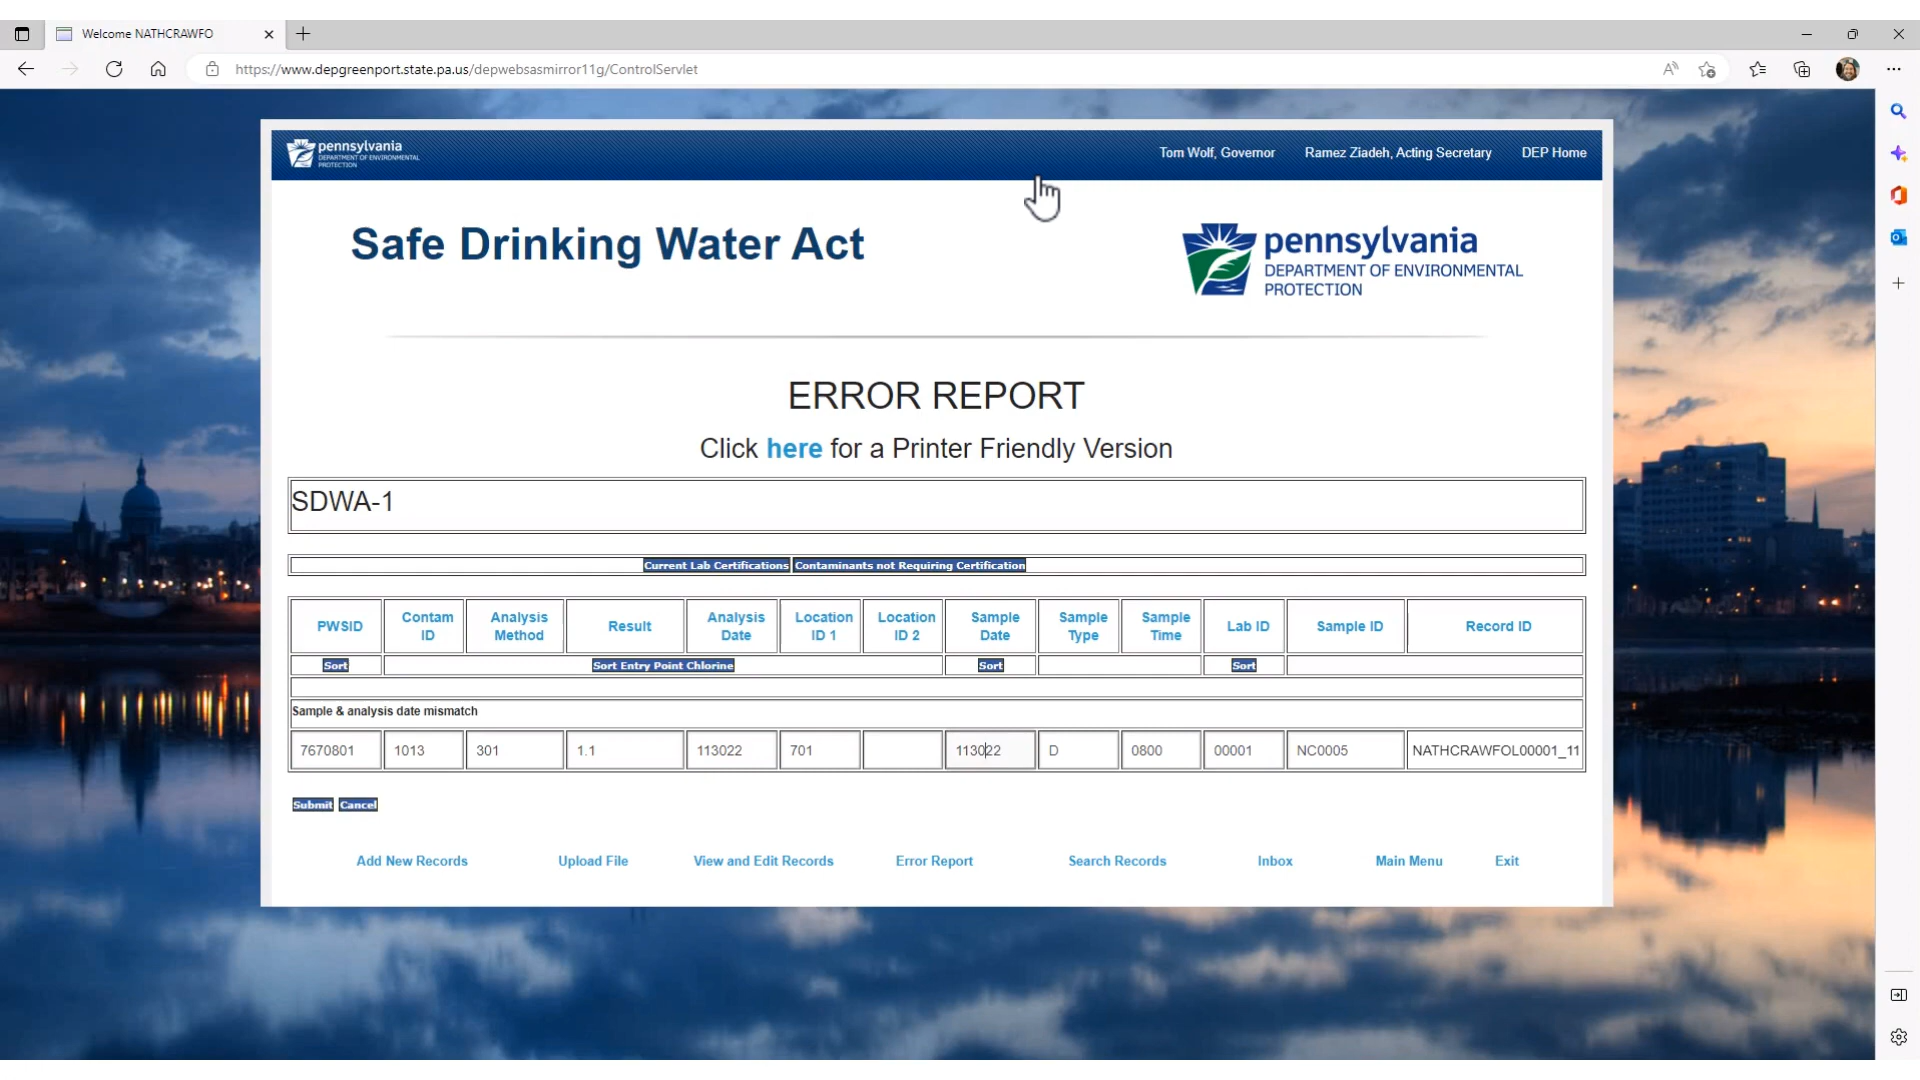 Welcome NATHCRAWFO
https://www.depgreenport.state.pa.us/depwebsasmirror11g/ControlServlet
pennsylvania
DEPARTMENT OF ENVIRONMENTAL
PROTECTION
Tom Wolf, Governor Ramez Ziadeh, Acting Secretary DEP Home
Safe Drinking Water Act
pennsylvania
DEPARTMENT OF ENVIRONMENTAL
PROTECTION
ERROR REPORT
Click here for a Printer Friendly Version
SDWA-1
Current Lab Certifications Contaminants not Requiring Certification
PWSID Contam ID Analysis Method Result Analysis Date Location ID 1 Location ID 2 Sample Date Sample Type Sample Time Lab ID Sample ID Record ID
Sort Sort Entry Point Chlorine Sort Sort
Sample & analysis date mismatch
7670801 1013 301 1.1 113022 701 113022 D 0800 00001 NC0005 NATHCRAWFOL00001_11
Submit Cancel
Add New Records Upload File View and Edit Records Error Report Search Records Inbox Main Menu Exit